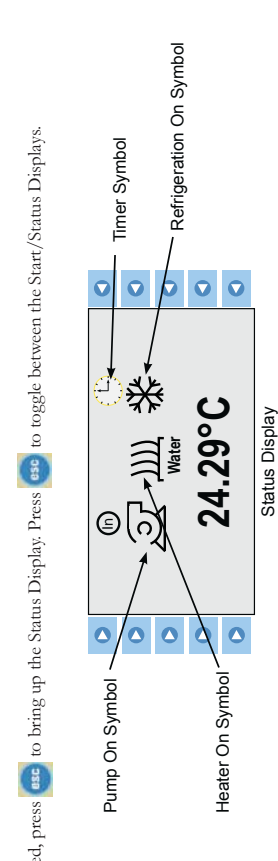 ed, press esc to bring up the Status Display. Press esc to toggle between the Start/Status Displays.
Pump On Symbol
Timer Symbol
In
Refrigeration On Symbol
Heater On Symbol
Water
24.29°C
Status Display